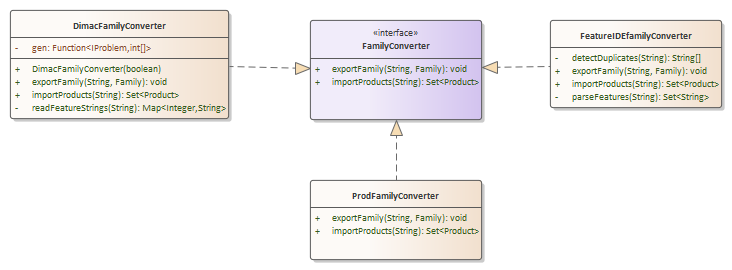 DimacFamilyConverter
- gen: Function<IProblem,int[]>
+ DimacFamilyConverter(boolean)
+ exportFamily(String, Family): void
+ importProducts(String): Set<Product>
- readFeatureStrings(String): Map<Integer,String>
«interface»
FamilyConverter
+ exportFamily(String, Family): void
+ importProducts(String): Set<Product>
FeatureIDEfamilyConverter
- detectDuplicates(String): String[]
+ exportFamily(String, Family): void
+ importProducts(String): Set<Product>
- parseFeatures(String): Set<String>
ProdFamilyConverter
+ exportFamily(String, Family): void
+ importProducts(String): Set<Product>